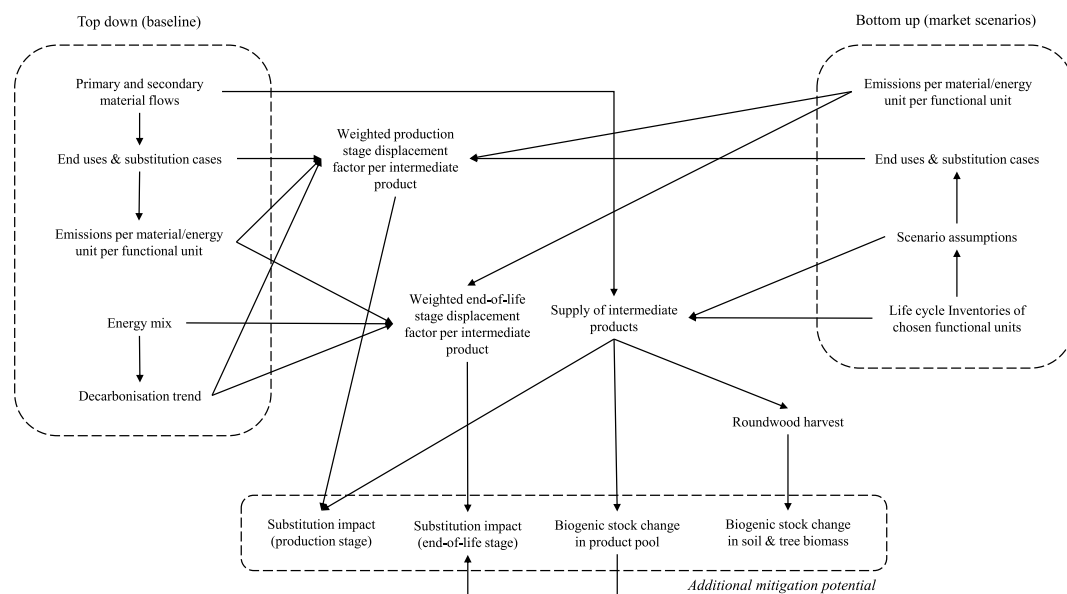 Top down (baseline)
Bottom up (market scenarios)
Primary and secondary
material flows
End uses & substitution cases
Emissions per material/energy
unit per functional unit
Energy mix
Decarbonisation trend
Weighted production
stage displacement
factor per intermediate
product
Weighted end-of-life
stage displacement
factor per intermediate
product
Supply of intermediate
products
Roundwood harvest
Emissions per material/energy
unit per functional unit
End uses & substitution cases
Scenario assumptions
Life cycle Inventories of
chosen functional units
Substitution impact
(production stage)
Substitution impact
(end-of-life stage)
Biogenic stock change
in product pool
Biogenic stock change
in soil & tree biomass
Additional mitigation potential